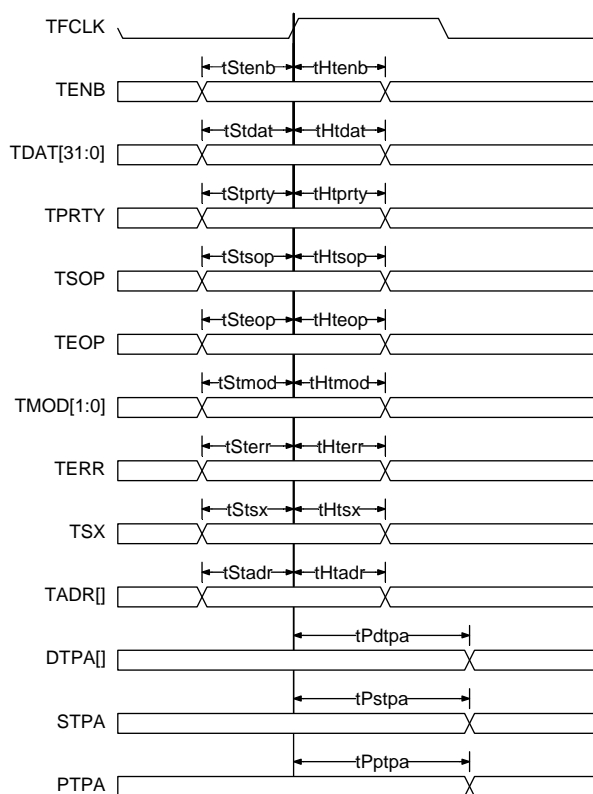 TFCLK
tStenb tHtenb
TENB
tStdat tHtdat
TDAT[31:0]
tStprty tHtprty
TPRTY
tStsop tHtsop
TSOP
tSteop tHteop
TEOP
tStmod tHtmod
TMOD[1:0]
tSterr tHterr
TERR
tStsx tHtsx
TSX
tStadr tHtadr
TADR[]
tPdtpa
DTPA[]
tPstpa
STPA
tPptpa
PTPA